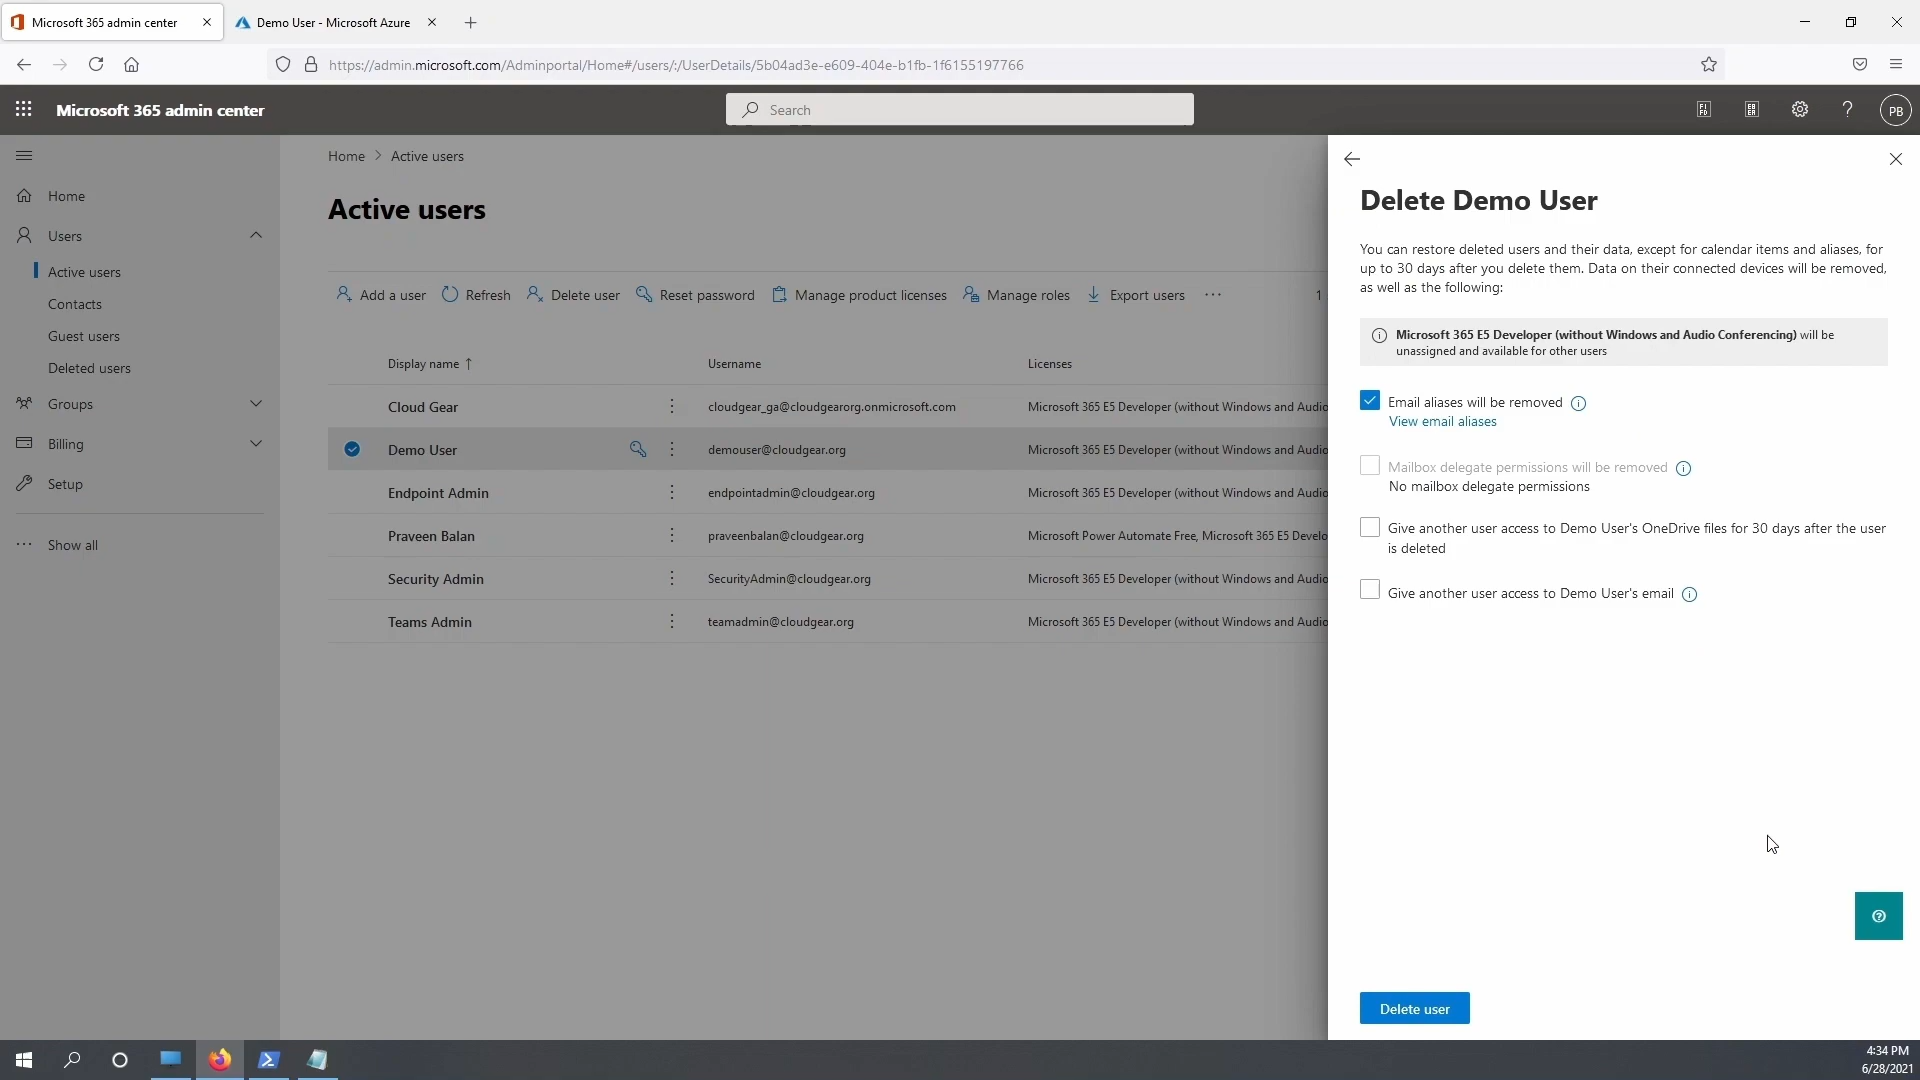 Microsoft 365 admin center
Demo User - Microsoft Azure
https://admin.microsoft.com/Adminportal/Home#/users/:/UserDetails/5b04ad3e-e609-404e-b1fb-1f6155197766
Microsoft 365 admin center
Search
PB
Home
Users
Active users
Contacts
Guest users
Deleted users
Groups
Billing
Setup
Show all
Home > Active users
Active users
Add a user Refresh Delete user Reset password Manage product licenses Manage roles Export users 1
Display name ↑ Username Licenses
Cloud Gear cloudgear_ga@cloudgearorg.onmicrosoft.com Microsoft 365 E5 Developer (without Windows and Audio
Demo User demouser@cloudgear.org Microsoft 365 E5 Developer (without Windows and Audio
Endpoint Admin endpointadmin@cloudgear.org Microsoft 365 E5 Developer (without Windows and Audio
Praveen Balan praveenbalan@cloudgear.org Microsoft Power Automate Free, Microsoft 365 E5 Develo
Security Admin SecurityAdmin@cloudgear.org Microsoft 365 E5 Developer (without Windows and Audio
Teams Admin teamadmin@cloudgear.org Microsoft 365 E5 Developer (without Windows and Audio
Delete Demo User
You can restore deleted users and their data, except for calendar items and aliases, for
up to 30 days after you delete them. Data on their connected devices will be removed,
as well as the following:
Microsoft 365 E5 Developer (without Windows and Audio Conferencing) will be
unassigned and available for other users
Email aliases will be removed
View email aliases
Mailbox delegate permissions will be removed
No mailbox delegate permissions
Give another user access to Demo User's OneDrive files for 30 days after the user
is deleted
Give another user access to Demo User's email
Delete user
4:34 PM
6/28/2021